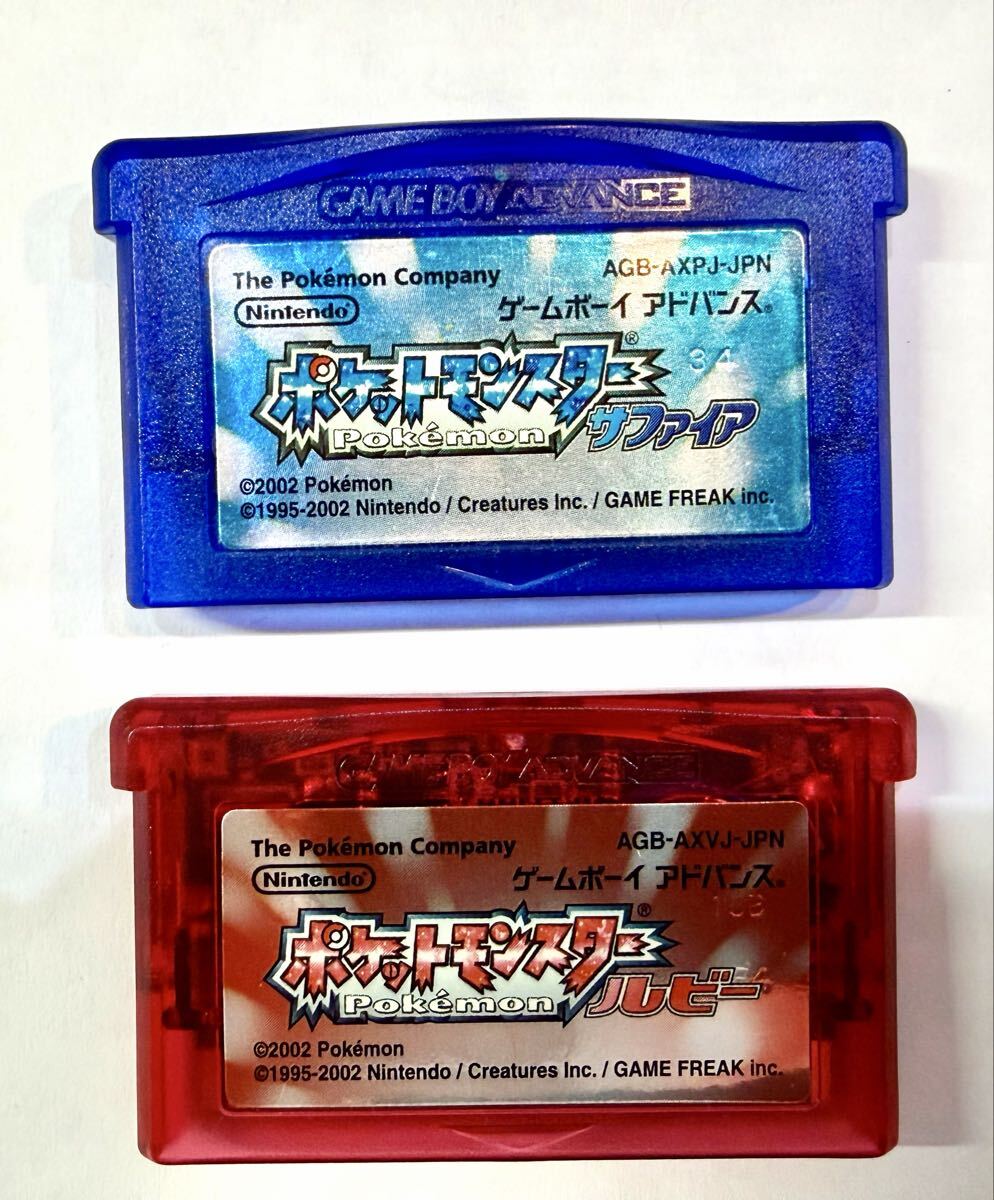 GAME BOY ADVANCE
The Pokémon Company
AGB-AXPJ-JPN
Nintendo
ゲームボーイ アドバンス®
34
ポケットモンスター®
サファイア
Pokémon
©2002 Pokémon
©1995-2002 Nintendo / Creatures Inc. / GAME FREAK inc.
GAME BOY ADVANCE
The Pokémon Company
AGB-AXVJ-JPN
Nintendo
ゲームボーイ アドバンス®
ポケットモンスター®
ルビー
Pokémon
©2002 Pokémon
©1995-2002 Nintendo / Creatures Inc. / GAME FREAK inc.